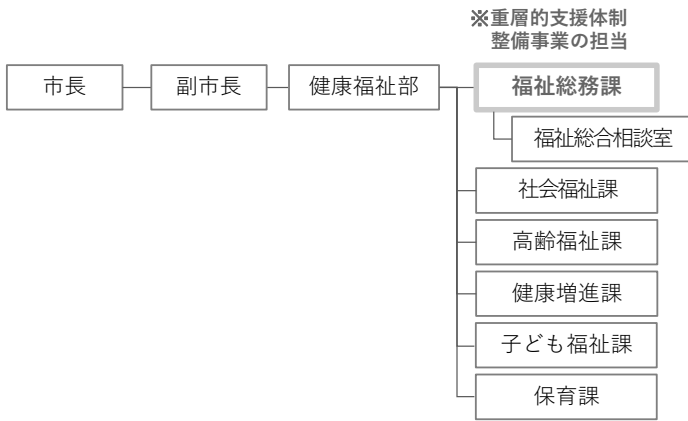 ※重層的支援体制
整備事業の担当
市長
副市長
健康福祉部
福祉総務課
福祉総合相談室
社会福祉課
高齢福祉課
健康増進課
子ども福祉課
保育課